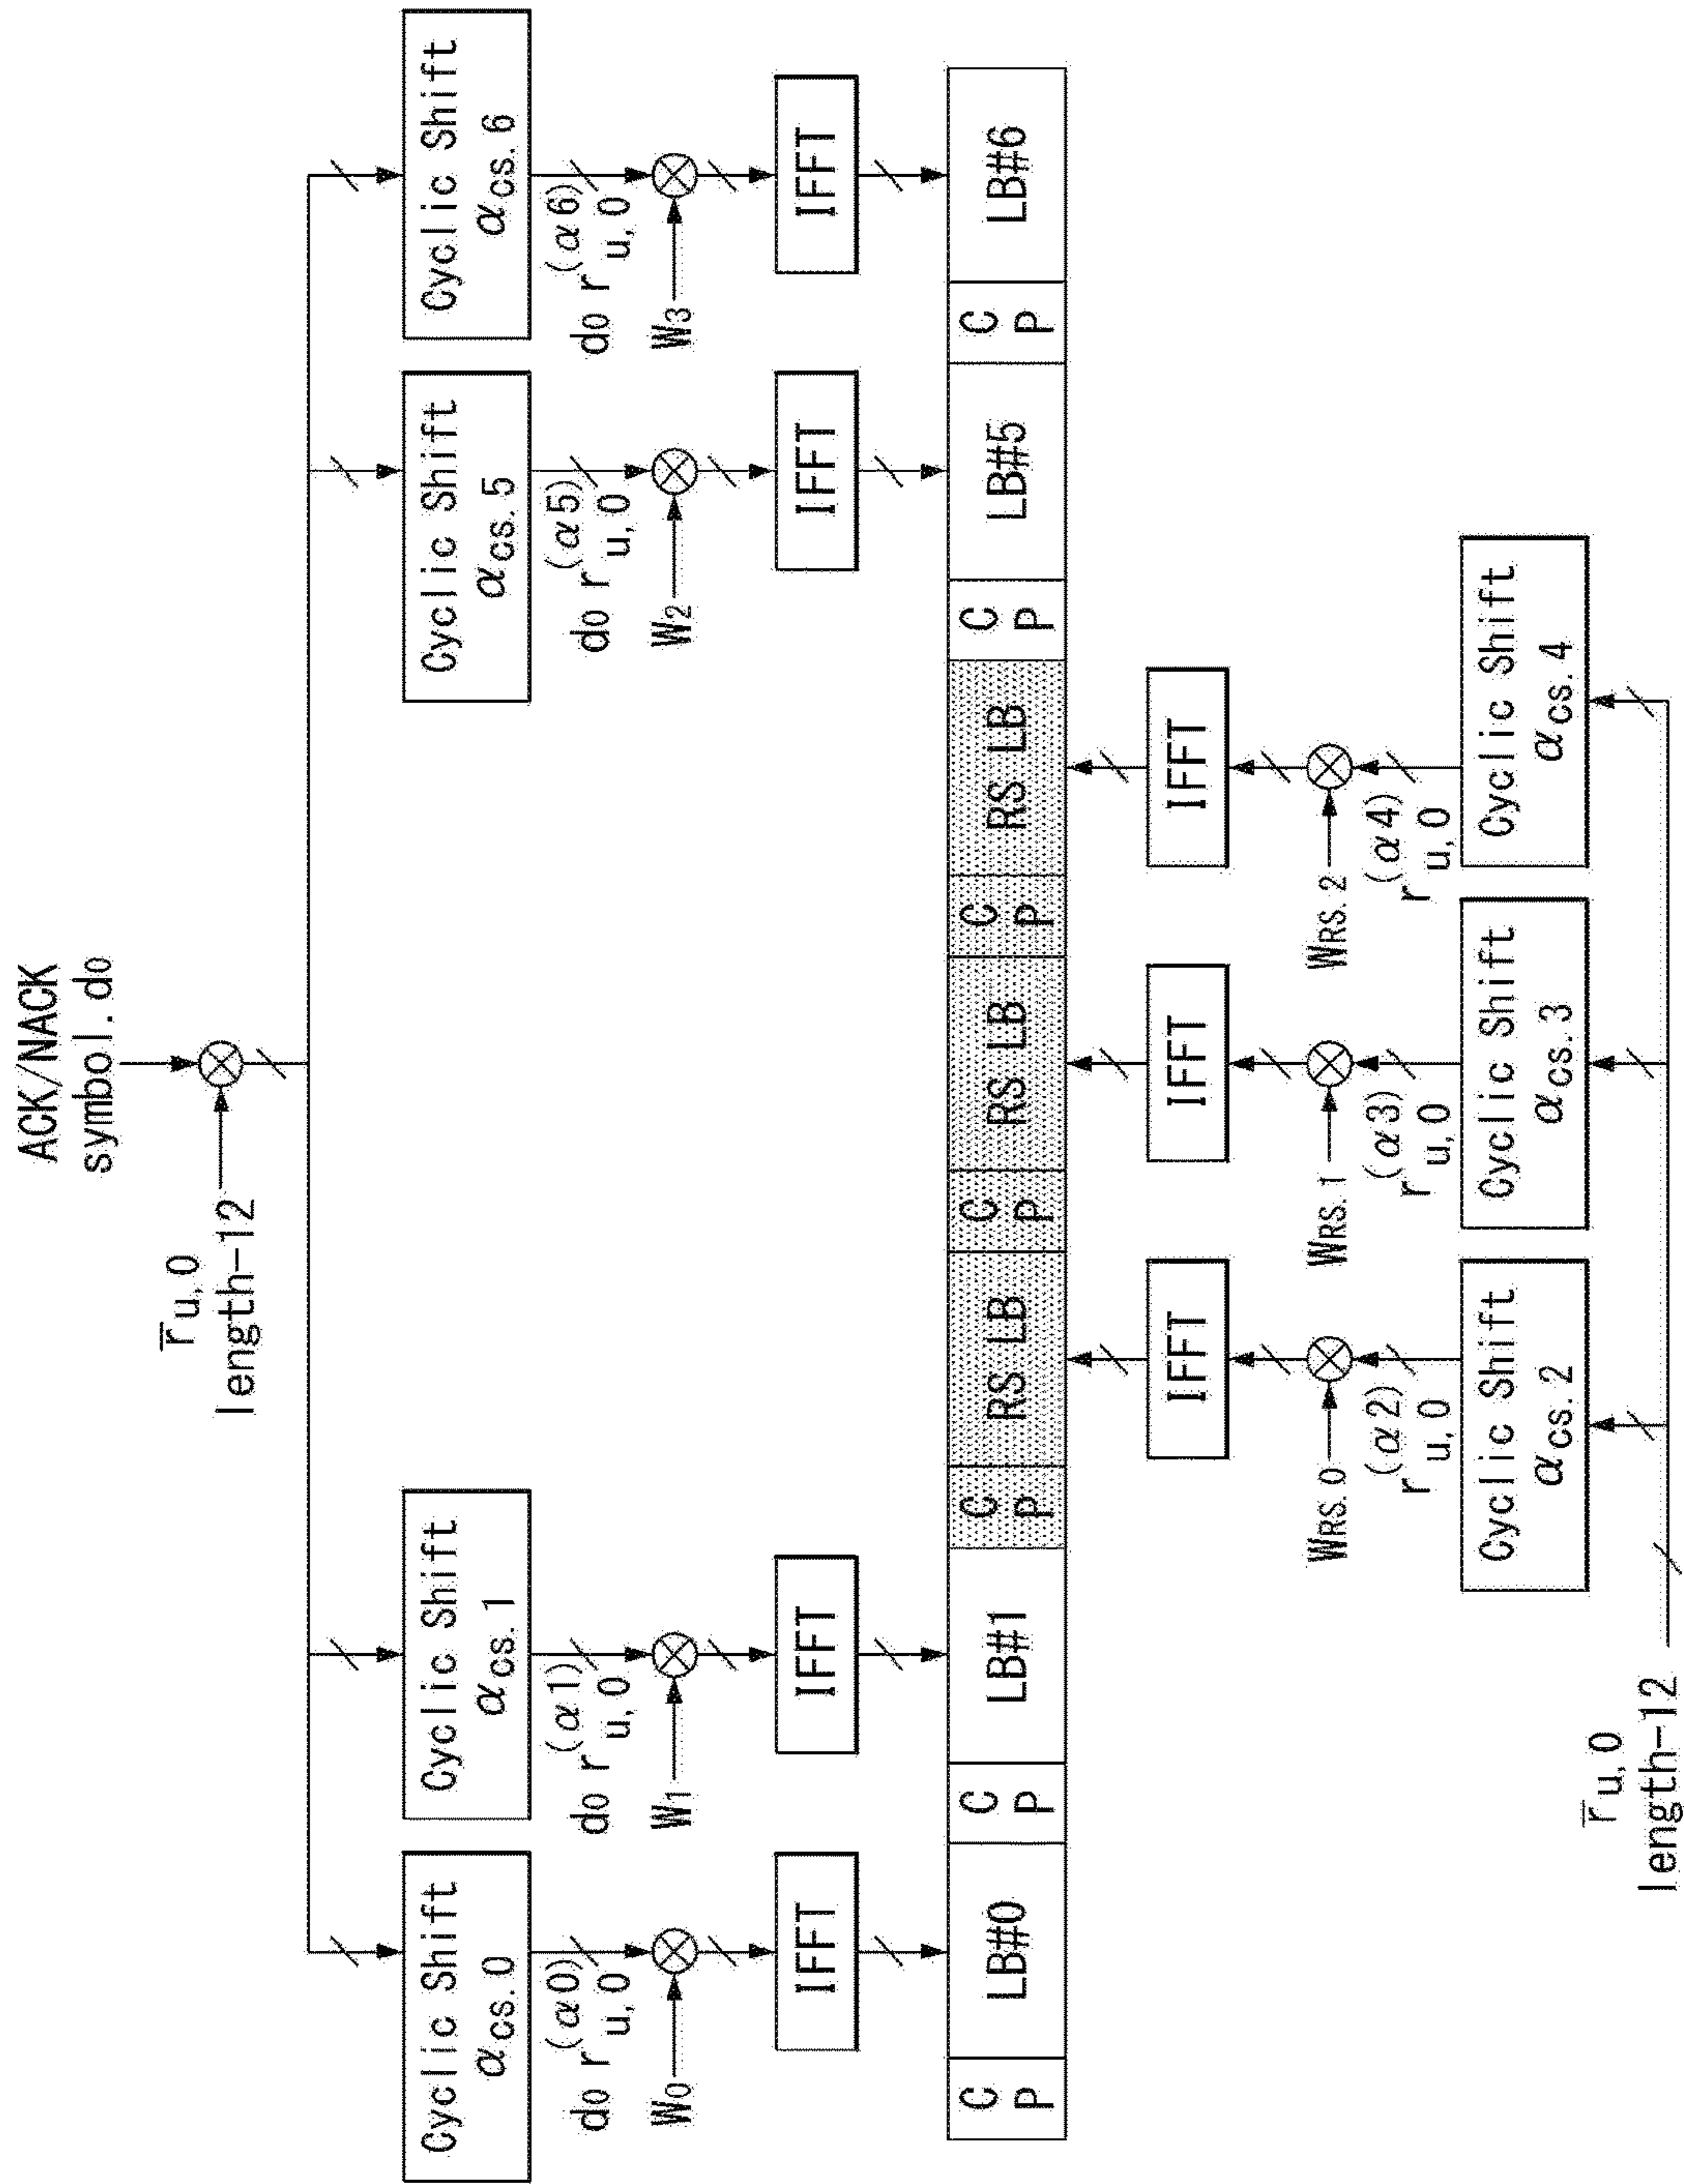 ACK/NACK
symbol.d0
r̅u,0
length-12
Cyclic Shift
αcs.0
Cyclic Shift
αcs.1
Cyclic Shift
αcs.5
Cyclic Shift
αcs.6
d0 r(α0)u,0
d0 r(α1)u,0
d0 r(α5)u,0
d0 r(α6)u,0
W0
W1
W2
W3
IFFT
IFFT
IFFT
IFFT
CP
LB#0
CP
LB#1
CP
RS LB
CP
RS LB
CP
RS LB
CP
LB#5
CP
LB#6
IFFT
IFFT
IFFT
WRS.0
WRS.1
WRS.2
r(α2)u,0
r(α3)u,0
r(α4)u,0
Cyclic Shift
αcs.2
Cyclic Shift
αcs.3
Cyclic Shift
αcs.4
r̅u,0
length-12